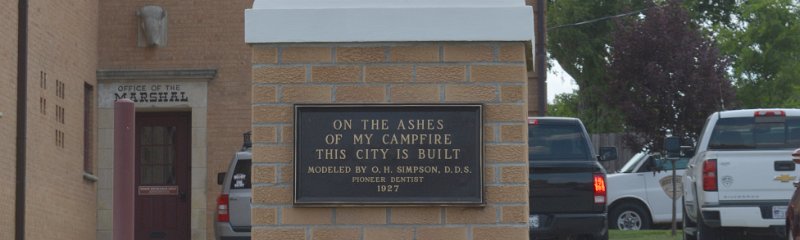 OFFICE OF THE
MARSHAL
ON THE ASHES
OF MY CAMPFIRE
THIS CITY IS BUILT
MODELED BY O. H. SIMPSON, D.D.S.
PIONEER DENTIST
1927